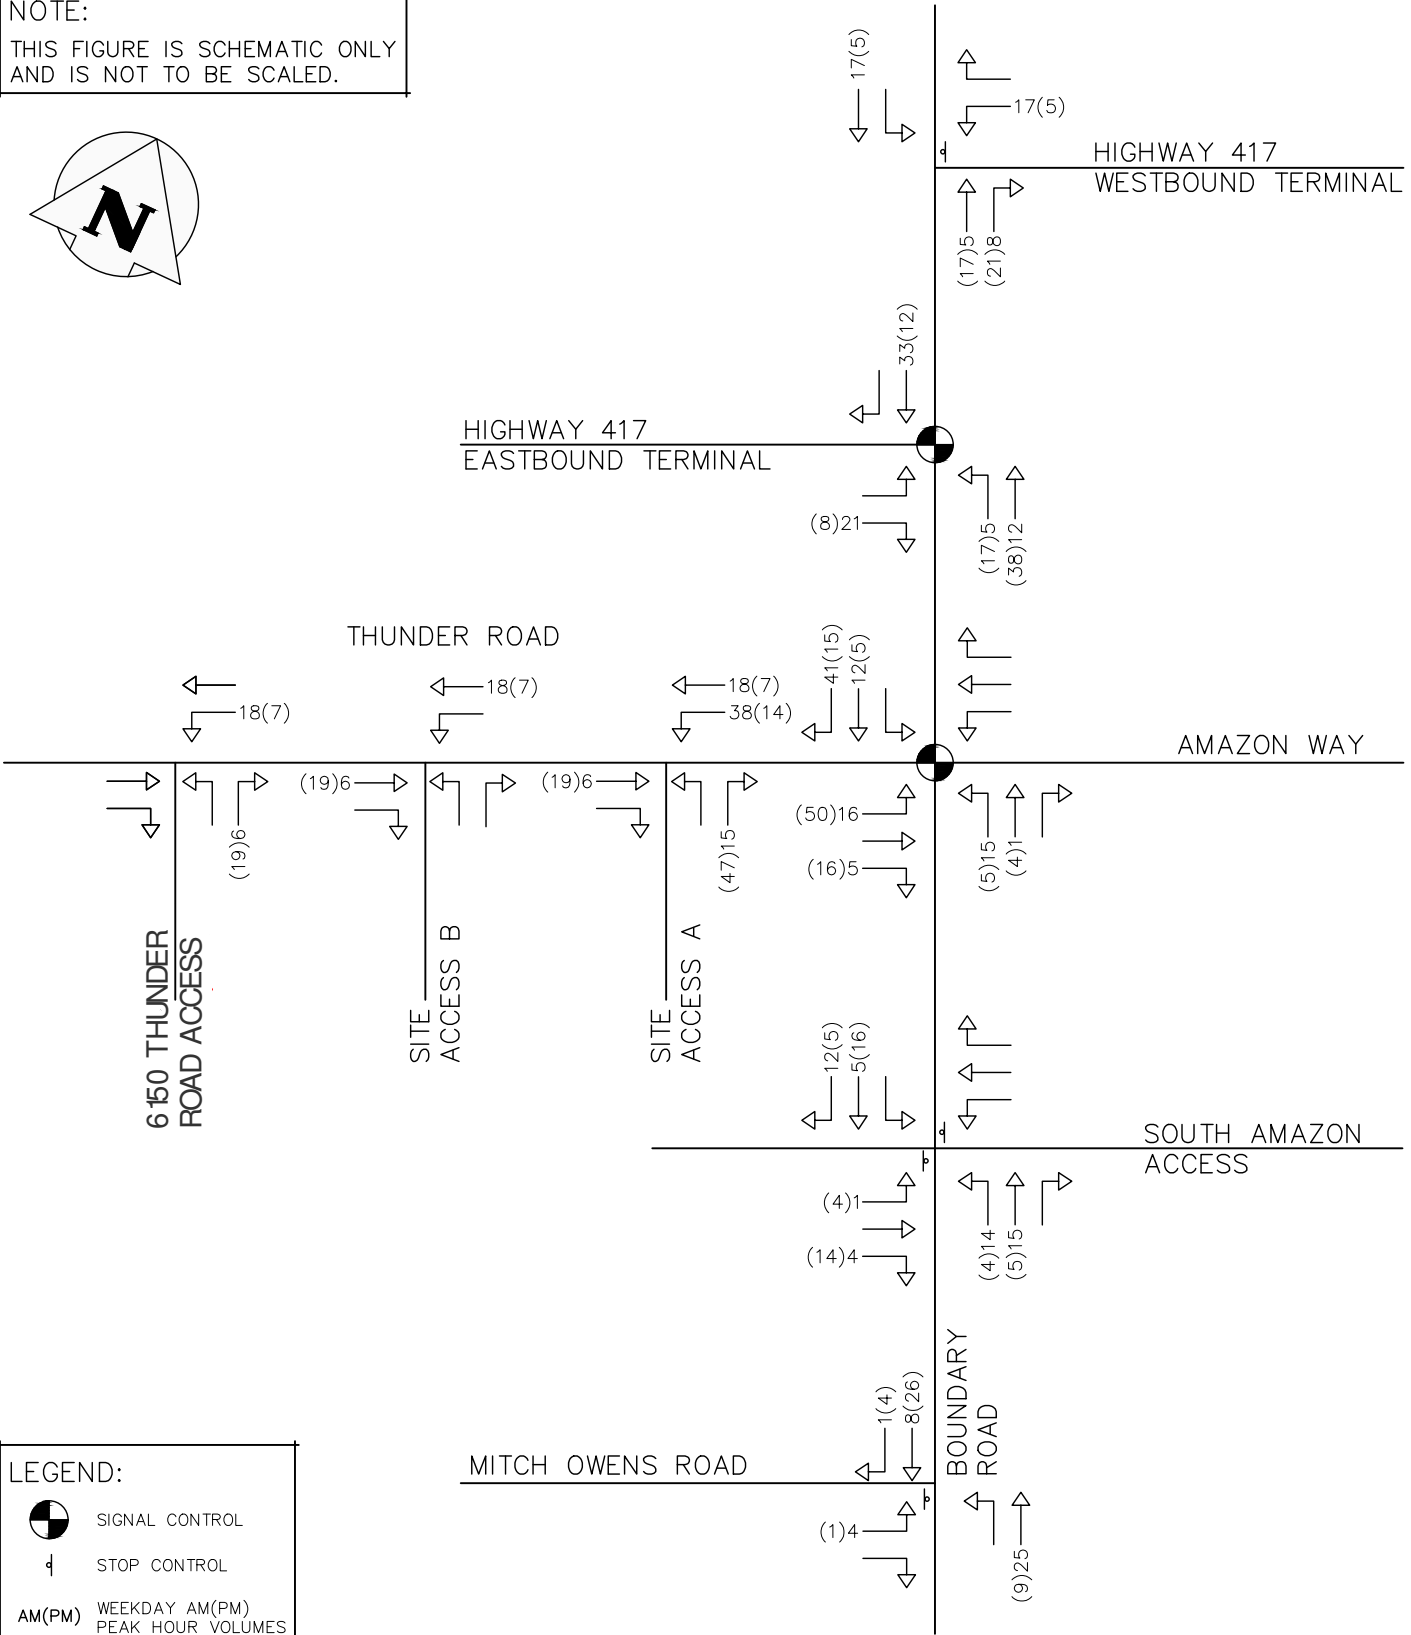 NOTE:
THIS FIGURE IS SCHEMATIC ONLY
AND IS NOT TO BE SCALED.
N
17(5)
17(5)
HIGHWAY 417
WESTBOUND TERMINAL
(17)5
(21)8
33(12)
HIGHWAY 417
EASTBOUND TERMINAL
(8)21
(17)5
(38)12
THUNDER ROAD
18(7)
18(7)
18(7)
38(14)
41(15)
12(5)
AMAZON WAY
(19)6
(19)6
(19)6
(47)15
(50)16
(16)5
(5)15
(4)1
6150 THUNDER
ROAD ACCESS
SITE
ACCESS B
SITE
ACCESS A
12(5)
5(16)
SOUTH AMAZON
ACCESS
(4)1
(14)4
(4)14
(5)15
BOUNDARY
ROAD
1(4)
8(26)
MITCH OWENS ROAD
(1)4
(9)25
LEGEND:
SIGNAL CONTROL
STOP CONTROL
AM(PM)
WEEKDAY AM(PM)
PEAK HOUR VOLUMES